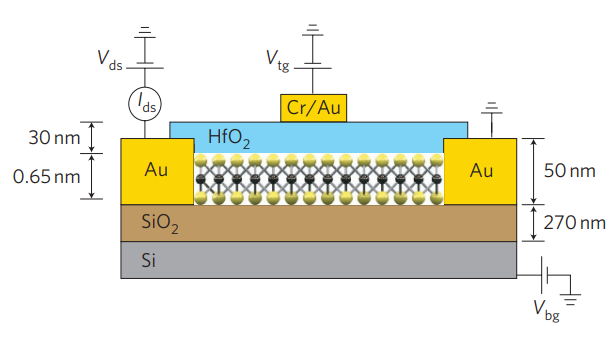 V_ds
V_tg
I_ds
Cr/Au
30 nm
HfO₂
0.65 nm
Au
Au
50 nm
SiO₂
270 nm
Si
V_bg